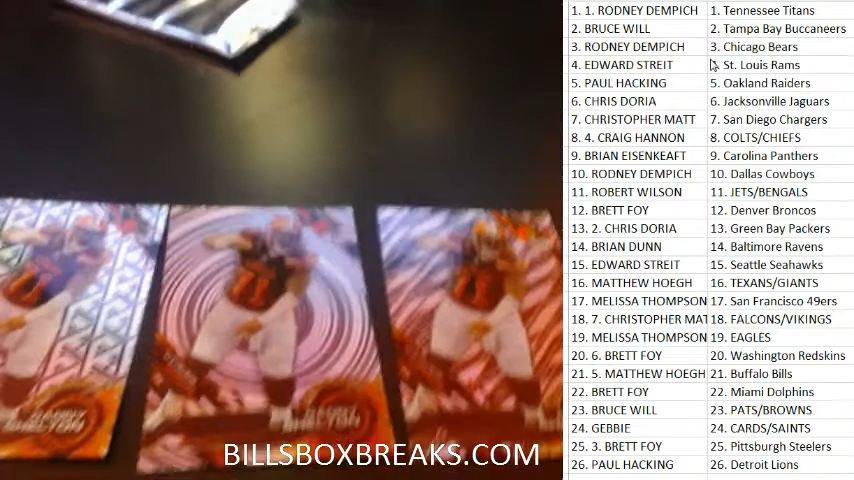 1. 1. RODNEY DEMPICH 1. Tennessee Titans
2. BRUCE WILL 2. Tampa Bay Buccaneers
3. RODNEY DEMPICH 3. Chicago Bears
4. EDWARD STREIT St. Louis Rams
5. PAUL HACKING 5. Oakland Raiders
6. CHRIS DORIA 6. Jacksonville Jaguars
7. CHRISTOPHER MATT 7. San Diego Chargers
8. 4. CRAIG HANNON 8. COLTS/CHIEFS
9. BRIAN EISENKEAFT 9. Carolina Panthers
10. RODNEY DEMPICH 10. Dallas Cowboys
11. ROBERT WILSON 11. JETS/BENGALS
12. BRETT FOY 12. Denver Broncos
13. 2. CHRIS DORIA 13. Green Bay Packers
14. BRIAN DUNN 14. Baltimore Ravens
15. EDWARD STREIT 15. Seattle Seahawks
16. MATTHEW HOEGH 16. TEXANS/GIANTS
17. MELISSA THOMPSON 17. San Francisco 49ers
18. 7. CHRISTOPHER MAT 18. FALCONS/VIKINGS
19. MELISSA THOMPSON 19. EAGLES
20. 6. BRETT FOY 20. Washington Redskins
21. 5. MATTHEW HOEGH 21. Buffalo Bills
22. BRETT FOY 22. Miami Dolphins
23. BRUCE WILL 23. PATS/BROWNS
24. GEBBIE 24. CARDS/SAINTS
25. 3. BRETT FOY 25. Pittsburgh Steelers
26. PAUL HACKING 26. Detroit Lions
BILLSBOXBREAKS.COM